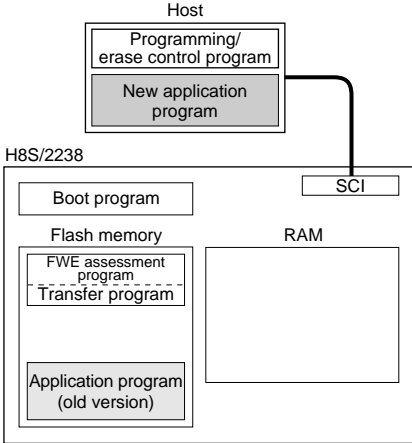 Host
Programming/
erase control program
New application
program
H8S/2238
SCI
Boot program
Flash memory
RAM
FWE assessment
program
Transfer program
Application program
(old version)